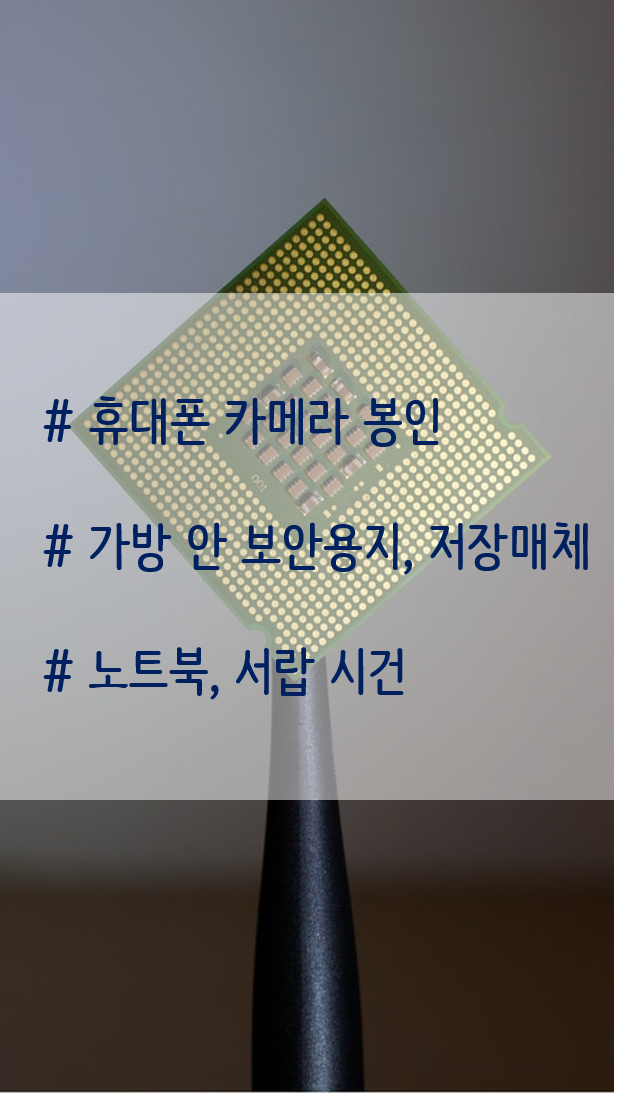 # 휴대폰 카메라 봉인
# 가방 안 보안용지, 저장매체
# 노트북, 서랍 시건
100